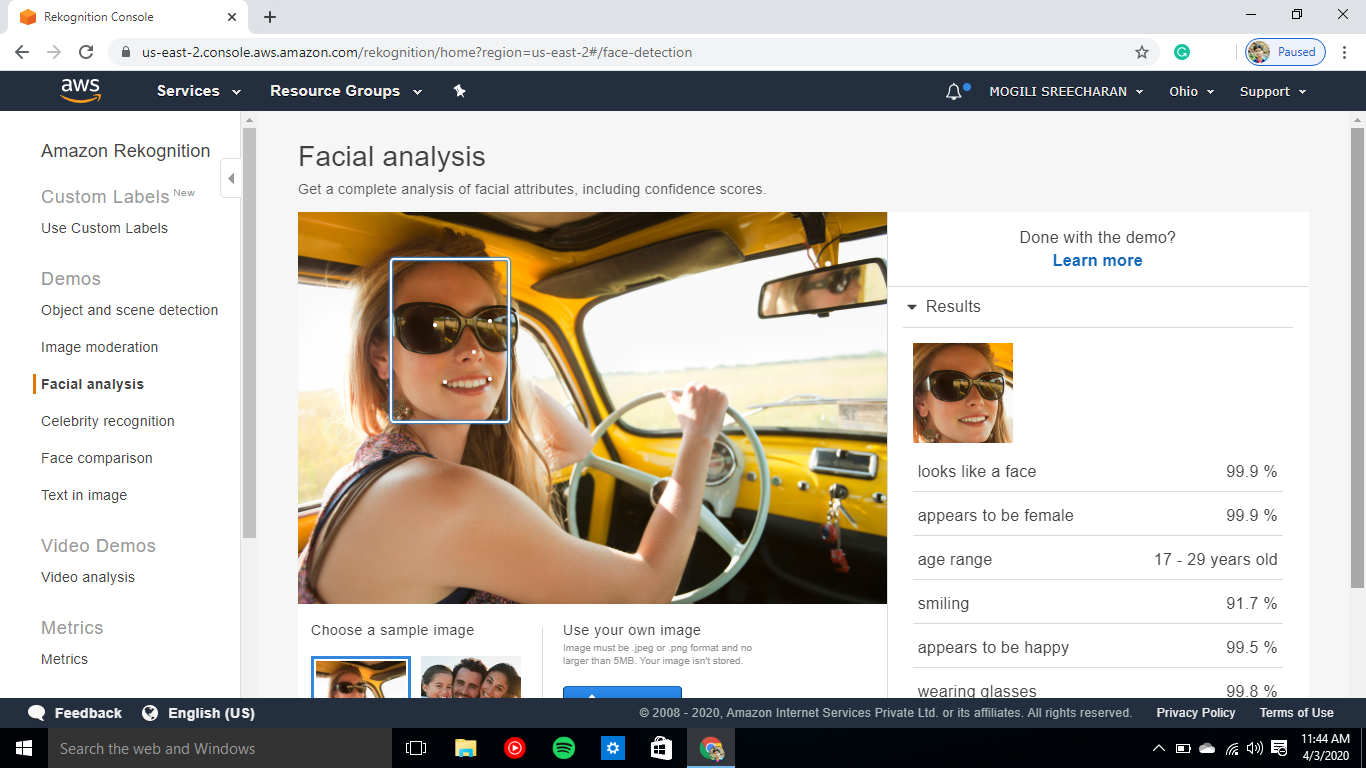 Rekognition Console
us-east-2.console.aws.amazon.com/rekognition/home?region=us-east-2#/face-detection
Paused
aws
Services
Resource Groups
MOGILI SREECHARAN
Ohio
Support
Amazon Rekognition
Custom Labels New
Use Custom Labels
Demos
Object and scene detection
Image moderation
Facial analysis
Celebrity recognition
Face comparison
Text in image
Video Demos
Video analysis
Metrics
Metrics
Facial analysis
Get a complete analysis of facial attributes, including confidence scores.
Choose a sample image
Use your own image
Image must be .jpeg or .png format and no
larger than 5MB. Your image isn't stored.
Done with the demo?
Learn more
Results
looks like a face 99.9 %
appears to be female 99.9 %
age range 17 - 29 years old
smiling 91.7 %
appears to be happy 99.5 %
wearing glasses 99.8 %
Feedback
English (US)
© 2008 - 2020, Amazon Internet Services Private Ltd. or its affiliates. All rights reserved.
Privacy Policy
Terms of Use
Search the web and Windows
11:44 AM
4/3/2020